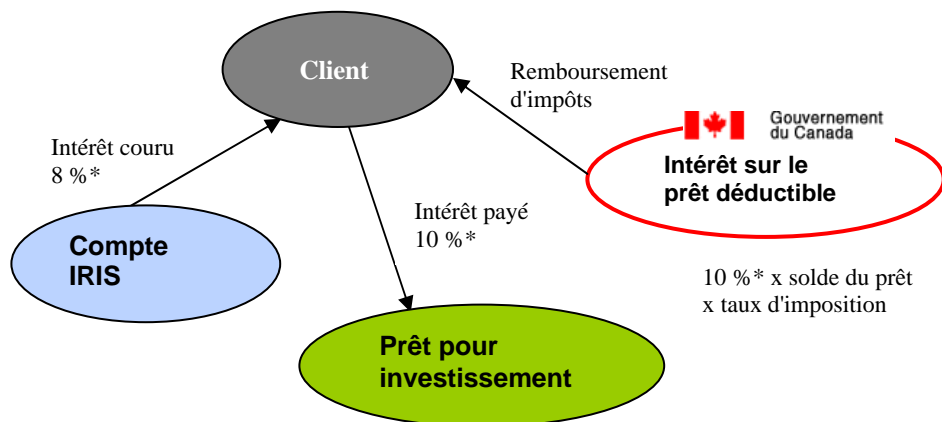 Client
Remboursement
d'impôts
Gouvernement
du Canada
Intérêt sur le
prêt déductible
Intérêt couru
8 %*
Intérêt payé
10 %*
Compte
IRIS
10 %* x solde du prêt
x taux d'imposition
Prêt pour
investissement